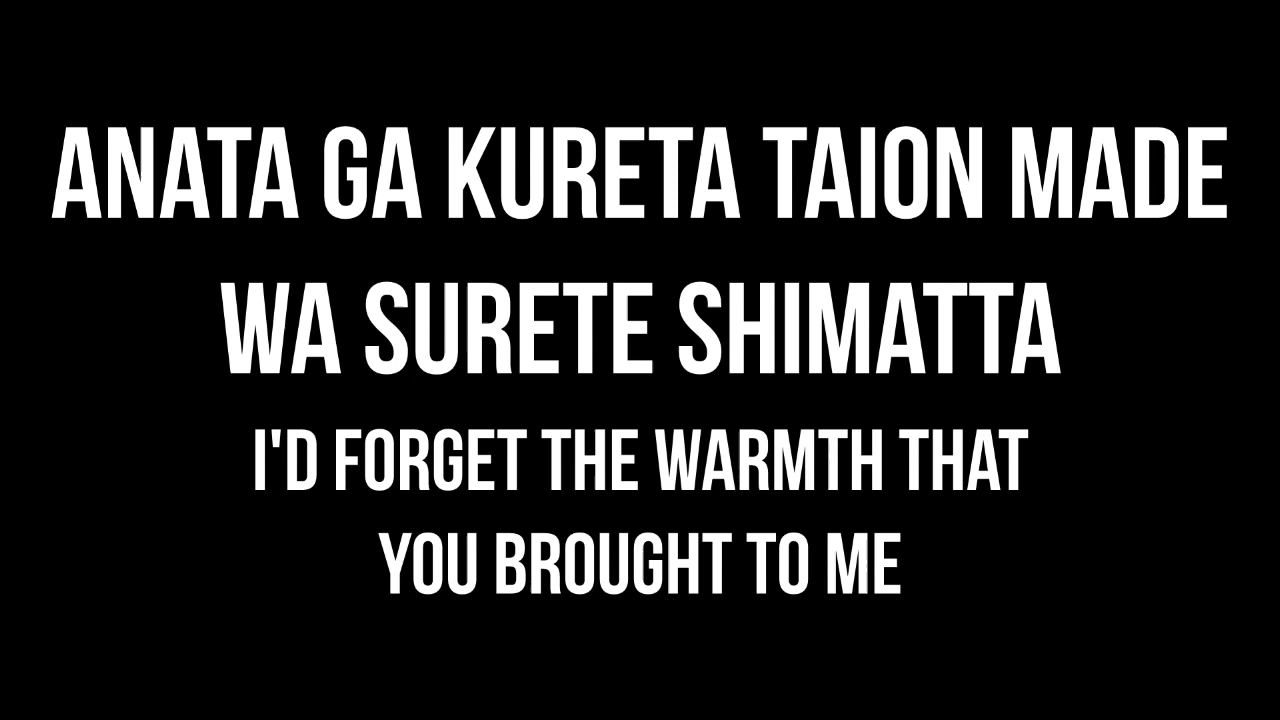 ANATA GA KURETA TAION MADE
WA SURETE SHIMATTA
I'D FORGET THE WARMTH THAT
YOU BROUGHT TO ME